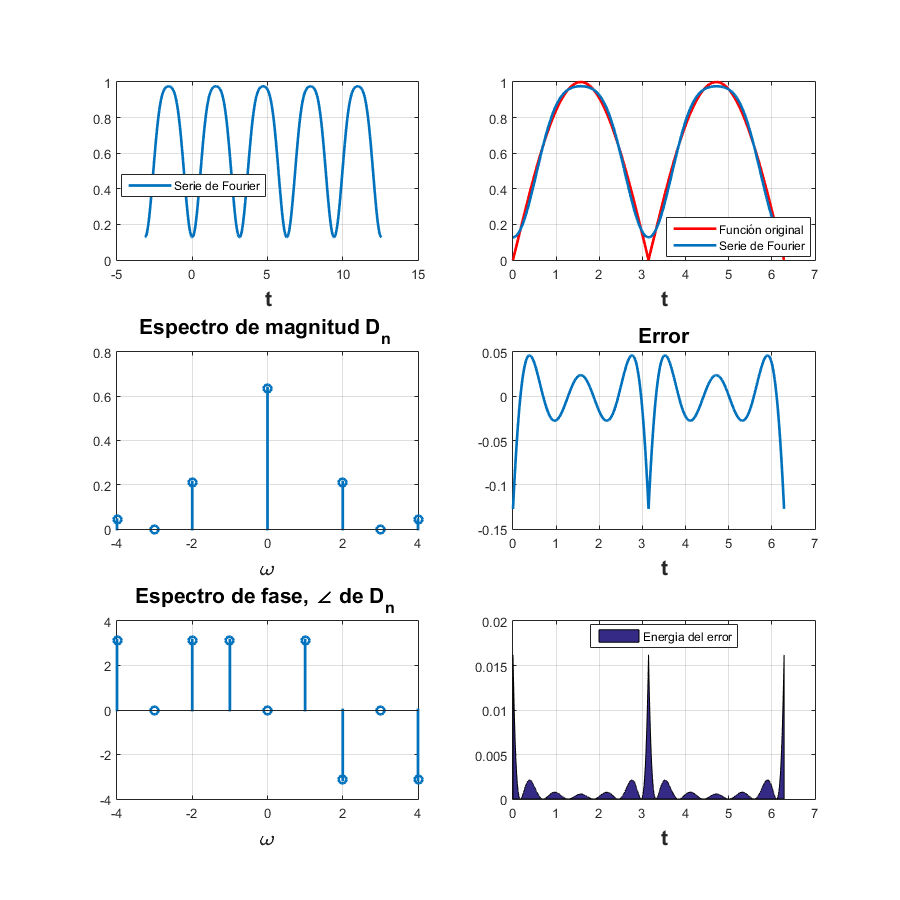 1
0.8
0.6
0.4
0.2
0
Serie de Fourier
-5 0 5 10 15
t
1
0.8
0.6
0.4
0.2
0
Función original
Serie de Fourier
0 1 2 3 4 5 6 7
t
Espectro de magnitud Dn
0.8
0.6
0.4
0.2
0
-4 -2 0 2 4
ω
Error
0.05
0
-0.05
-0.1
-0.15
0 1 2 3 4 5 6 7
t
Espectro de fase, ∠ de Dn
4
2
0
-2
-4
-4 -2 0 2 4
ω
0.02
0.015
0.01
0.005
0
Energia del error
0 1 2 3 4 5 6 7
t